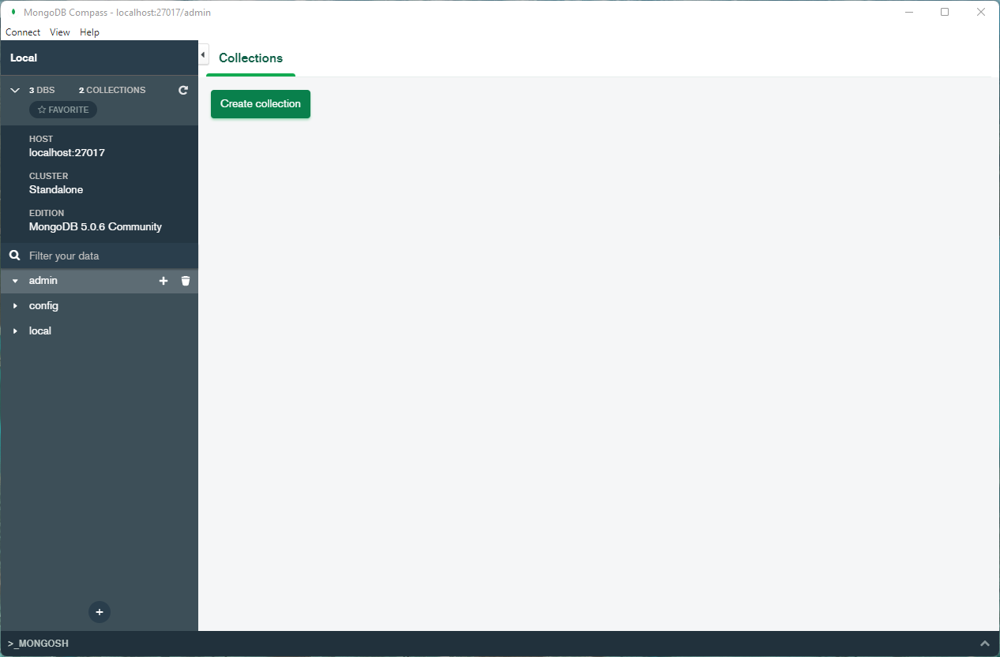 MongoDB Compass - localhost:27017/admin
Connect View Help
Local
Collections
3 DBS 2 COLLECTIONS
FAVORITE
Create collection
HOST
localhost:27017
CLUSTER
Standalone
EDITION
MongoDB 5.0.6 Community
Filter your data
admin
config
local
>_MONGOSH